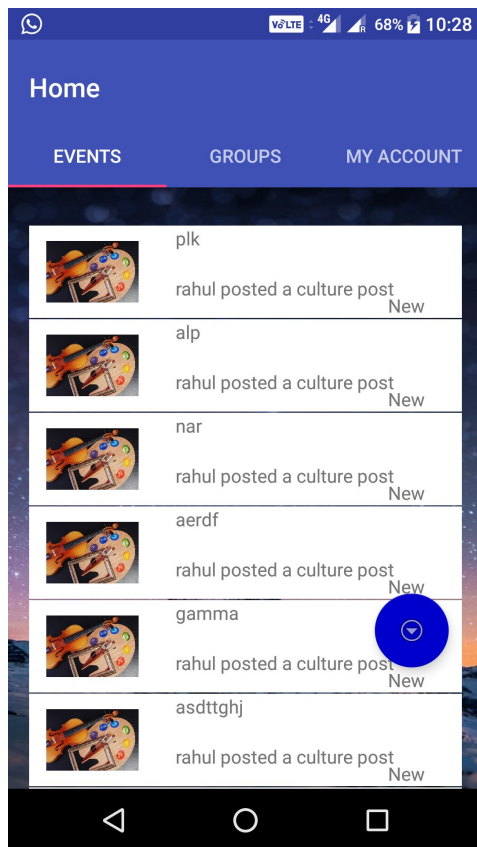 VoLTE 4G R 68% 10:28
Home
EVENTS GROUPS MY ACCOUNT
plk
rahul posted a culture post
New
alp
rahul posted a culture post
New
nar
rahul posted a culture post
New
aerdf
rahul posted a culture post
New
gamma
rahul posted a culture post
New
asdttghj
rahul posted a culture post
New